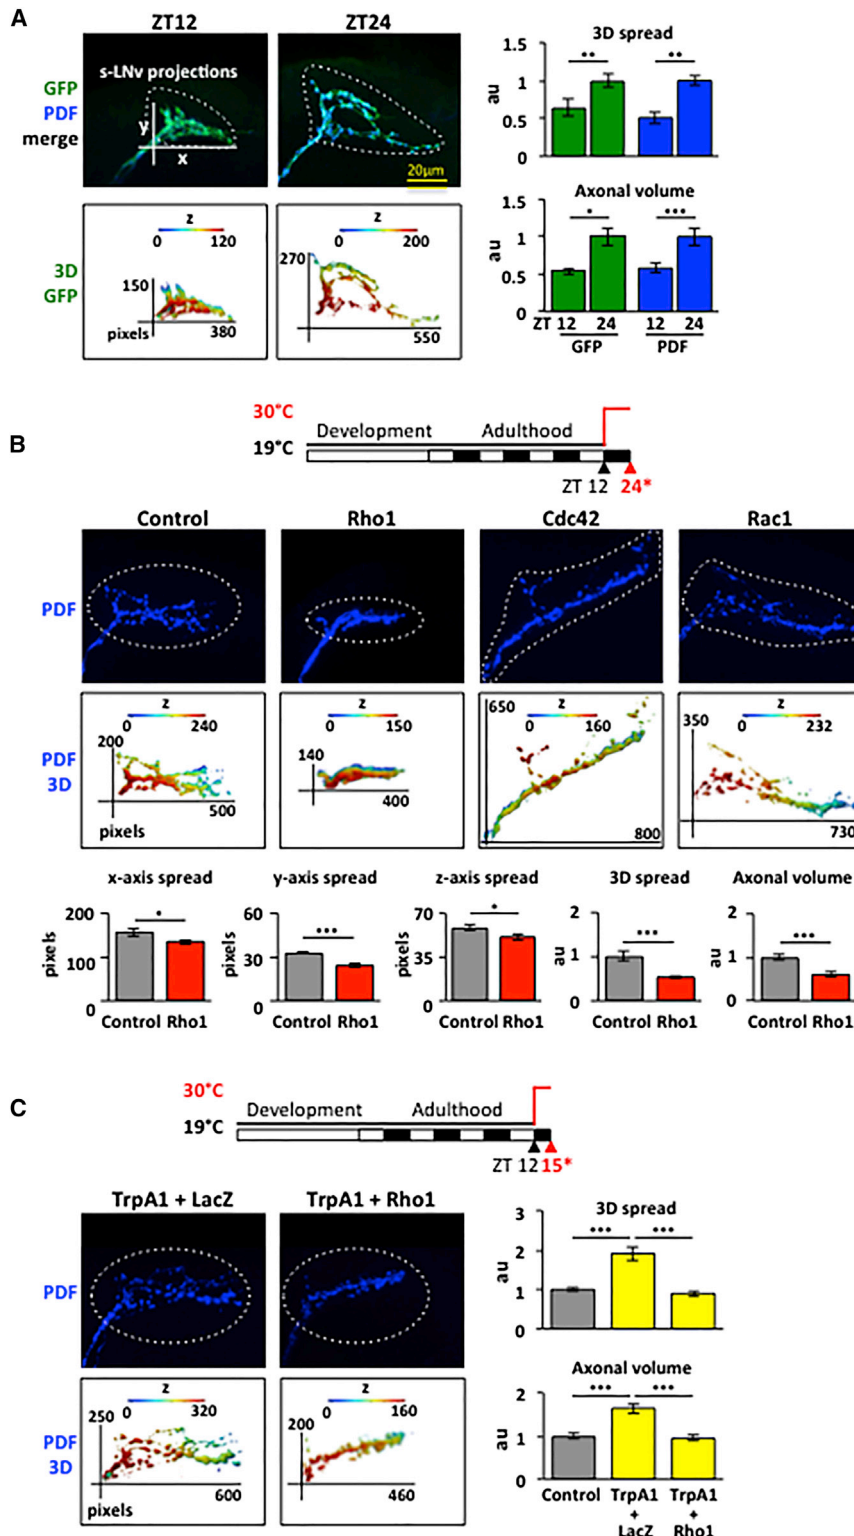 A
ZT12
ZT24
GFP
PDF
merge
s-LNv projections
y
x
20µm
3D
GFP
z
0
120
150
pixels
380
z
0
200
270
550
3D spread
1.5
1
0.5
0
au
••
••
Axonal volume
1.5
1
0.5
0
au
•
•••
ZT 12 24 12 24
GFP PDF
B
30°C
19°C
Development Adulthood
ZT 12 24*
Control Rho1 Cdc42 Rac1
PDF
PDF
3D
z
0 240
200
500
pixels
z
0 150
140
400
z
0 160
650
800
z
0 232
350
730
x-axis spread
200
100
0
pixels
•
Control Rho1
y-axis spread
60
30
0
pixels
•••
Control Rho1
z-axis spread
70
35
0
pixels
•
Control Rho1
3D spread
2
1
0
au
•••
Control Rho1
Axonal volume
2
1
0
au
•••
Control Rho1
C
30°C
19°C
Development Adulthood
ZT 12 15*
TrpA1 + LacZ TrpA1 + Rho1
PDF
PDF
3D
z
0 320
250
600
pixels
z
0 160
200
460
3D spread
3
2
1
0
au
••• •••
Axonal volume
2
1
0
au
••• •••
Control TrpA1 TrpA1
+ +
LacZ Rho1